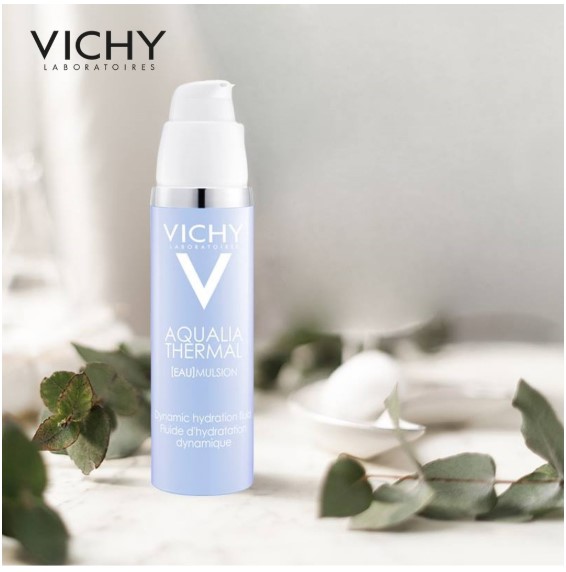 VICHY
LABORATOIRES
VICHY
LABORATOIRES
AQUALIA
THERMAL
[EAU]MULSION
Dynamic hydration fluid
Fluide d'hydratation
dynamique